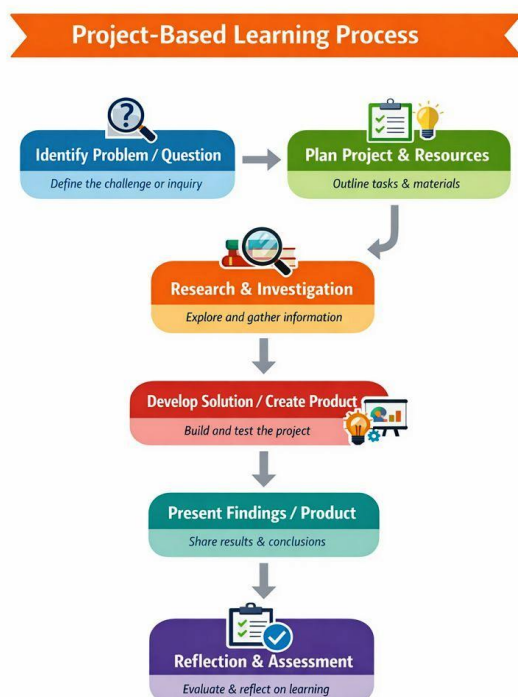 Project-Based Learning Process
Identify Problem / Question
Define the challenge or inquiry
Plan Project & Resources
Outline tasks & materials
Research & Investigation
Explore and gather information
Develop Solution / Create Product
Build and test the project
Present Findings / Product
Share results & conclusions
Reflection & Assessment
Evaluate & reflect on learning